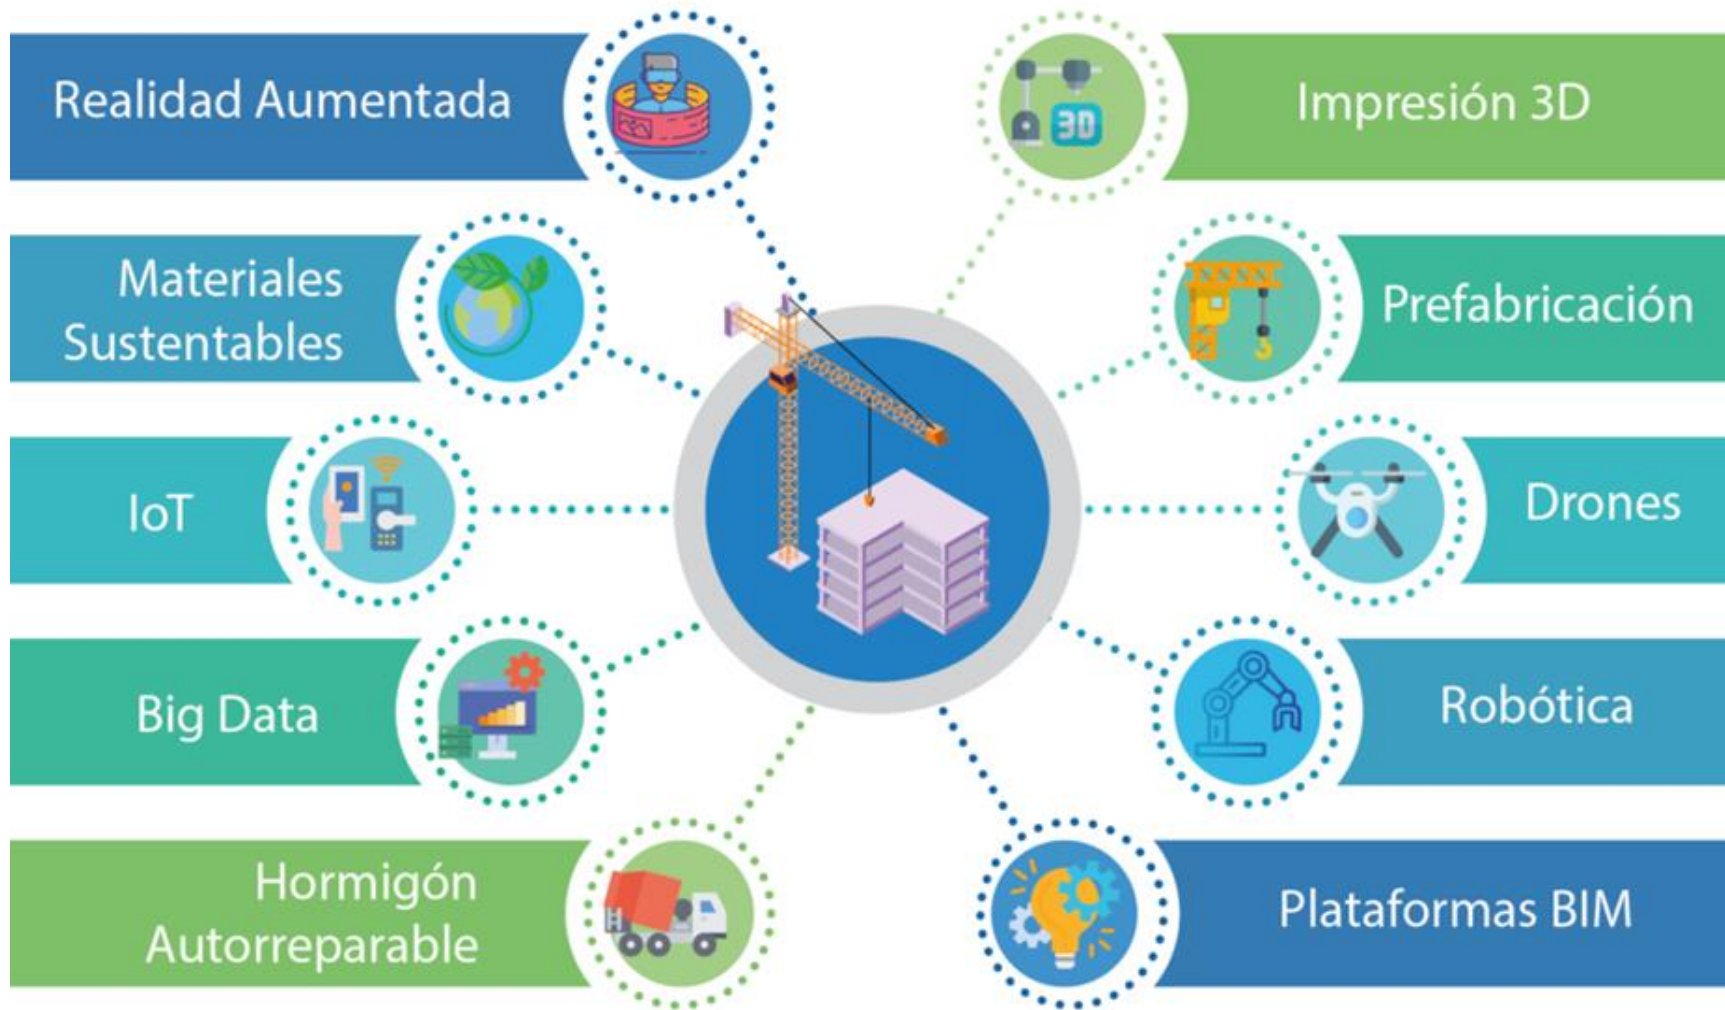 Realidad Aumentada
Materiales
Sustentables
IoT
Big Data
Hormigón
Autorreparable
3D
Impresión 3D
Prefabricación
Drones
Robótica
Plataformas BIM